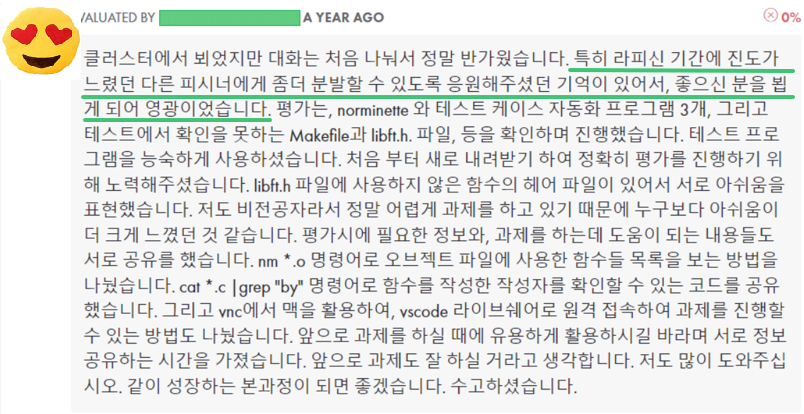 VALUATED BY A YEAR AGO 0%
클러스터에서 뵈었지만 대화는 처음 나눠서 정말 반가웠습니다. 특히 라피신 기간에 진도가
느렸던 다른 피시너에게 좀더 분발할 수 있도록 응원해주셨던 기억이 있어서, 좋으신 분을 뵙
게 되어 영광이었습니다. 평가는, norminette 와 테스트 케이스 자동화 프로그램 3개, 그리고
테스트에서 확인을 못하는 Makefile과 libft.h. 파일, 등을 확인하며 진행했습니다. 테스트 프로
그램을 능숙하게 사용하셨습니다. 처음 부터 새로 내려받기 하여 정확히 평가를 진행하기 위
해 노력해주셨습니다. libft.h 파일에 사용하지 않은 함수의 헤어 파일이 있어서 서로 아쉬움을
표현했습니다. 저도 비전공자라서 정말 어렵게 과제를 하고 있기 때문에 누구보다 아쉬움이
더 크게 느꼈던 것 같습니다. 평가시에 필요한 정보와, 과제를 하는데 도움이 되는 내용들도
서로 공유를 했습니다. nm *.o 명령어로 오브젝트 파일에 사용한 함수들 목록을 보는 방법을
나눴습니다. cat *.c |grep "by" 명령어로 함수를 작성한 작성자를 확인할 수 있는 코드를 공유
했습니다. 그리고 vnc에서 맥을 활용하여, vscode 라이브쉐어로 원격 접속하여 과제를 진행할
수 있는 방법도 나눴습니다. 앞으로 과제를 하실 때에 유용하게 활용하시길 바라며 서로 정보
공유하는 시간을 가졌습니다. 앞으로 과제도 잘 하실 거라고 생각합니다. 저도 많이 도와주십
시오. 같이 성장하는 본과정이 되면 좋겠습니다. 수고하셨습니다.